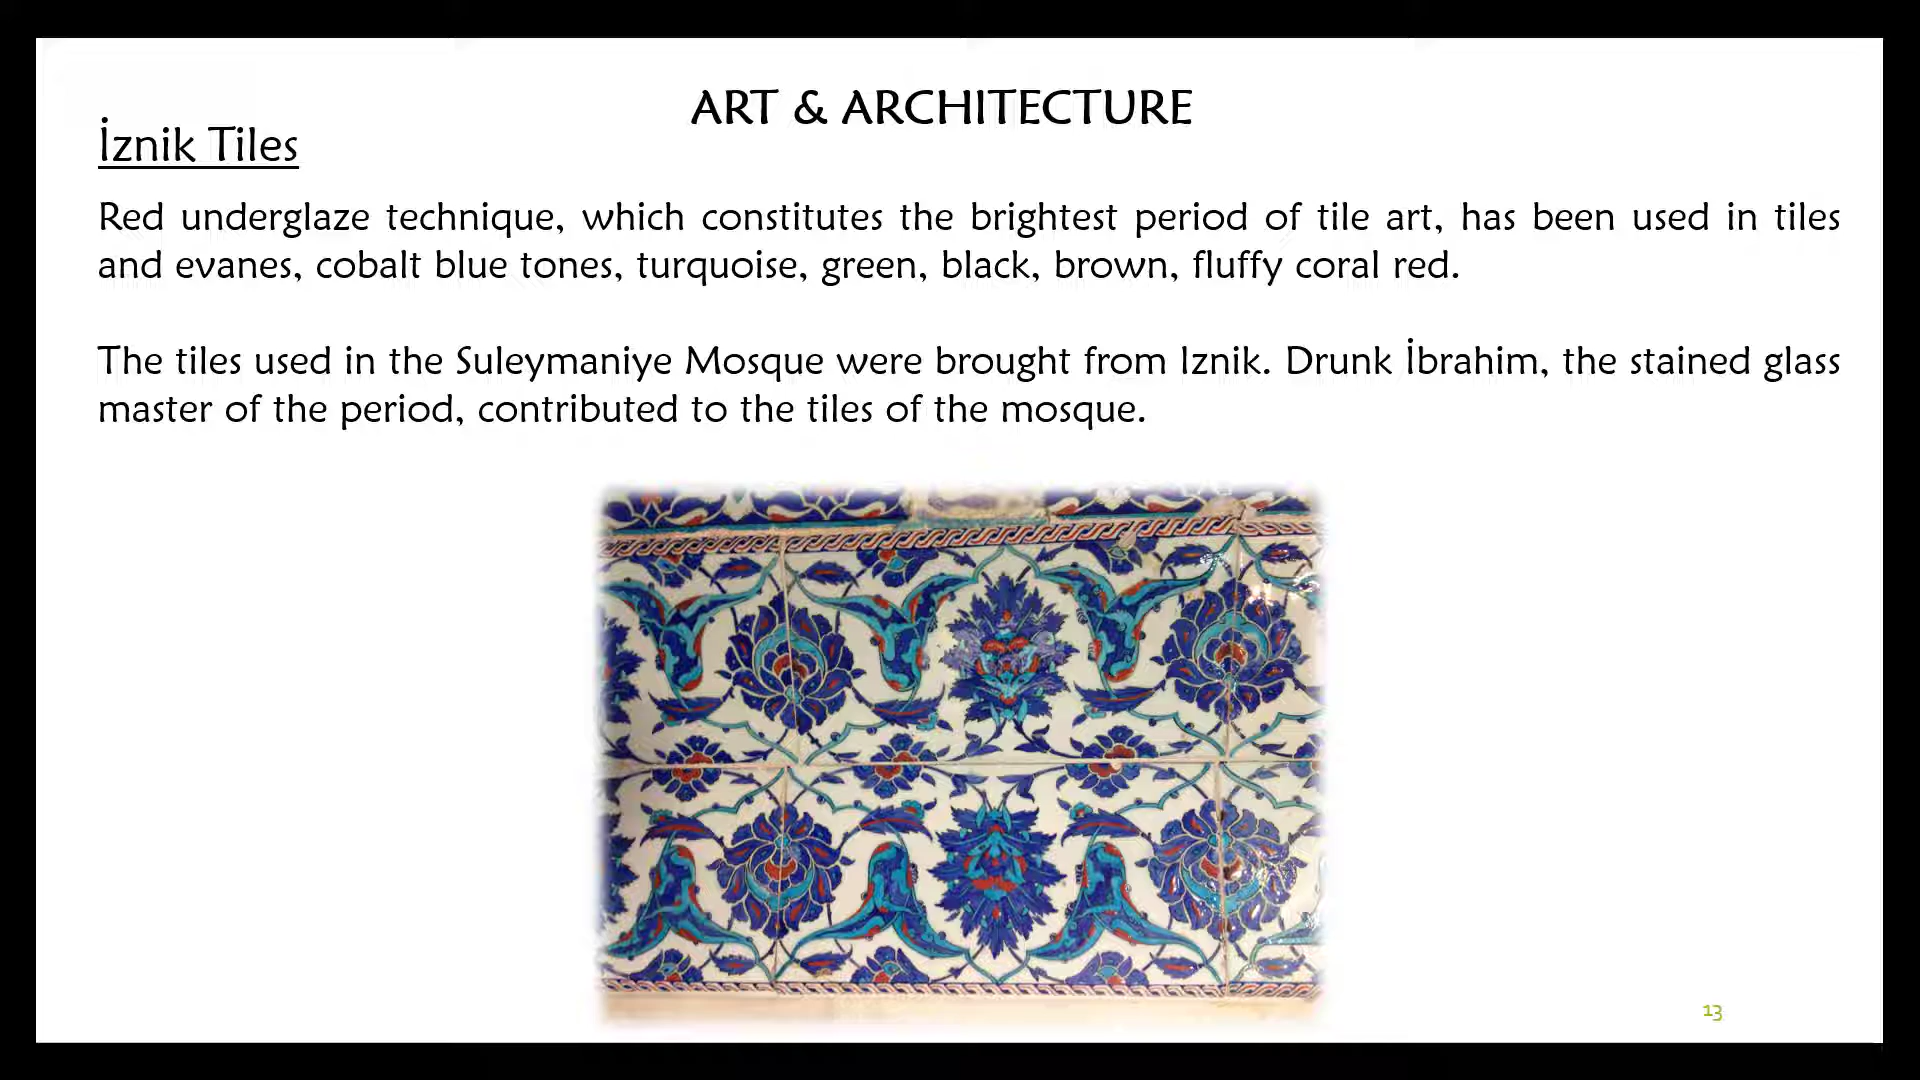 ART & ARCHITECTURE
İznik Tiles
Red underglaze technique, which constitutes the brightest period of tile art, has been used in tiles
and evanes, cobalt blue tones, turquoise, green, black, brown, fluffy coral red.
The tiles used in the Suleymaniye Mosque were brought from Iznik. Drunk İbrahim, the stained glass
master of the period, contributed to the tiles of the mosque.
13